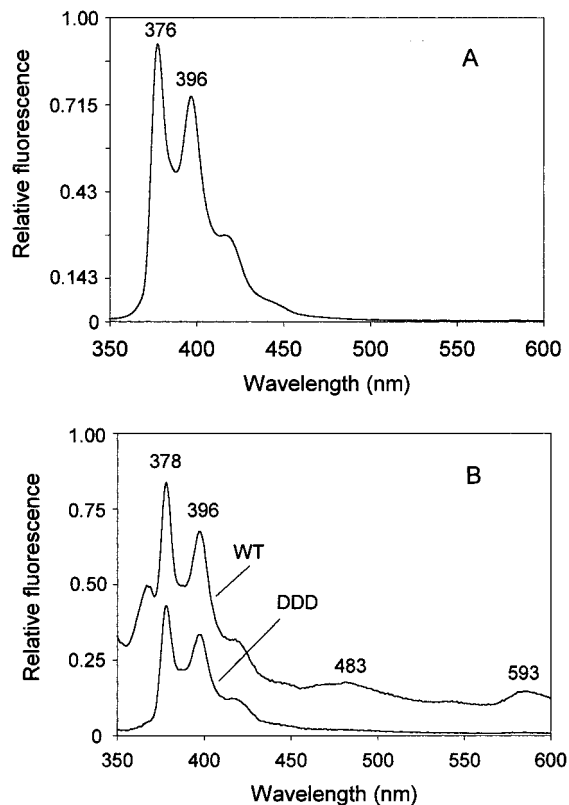 376
A
396
1.00
0.715
0.43
0.143
0
Relative fluorescence
350 400 450 500 550 600
Wavelength (nm)
378
B
396
WT
DDD
483
593
1.00
0.75
0.50
0.25
0
Relative fluorescence
350 400 450 500 550 600
Wavelength (nm)